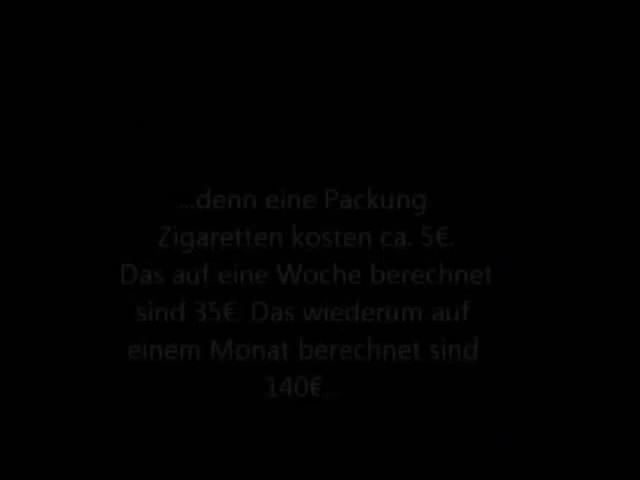 ...denn eine Packung
Zigaretten kosten ca. 5€.
Das auf eine Woche berechnet
sind 35€. Das wiederum auf
einem Monat berechnet sind
140€...